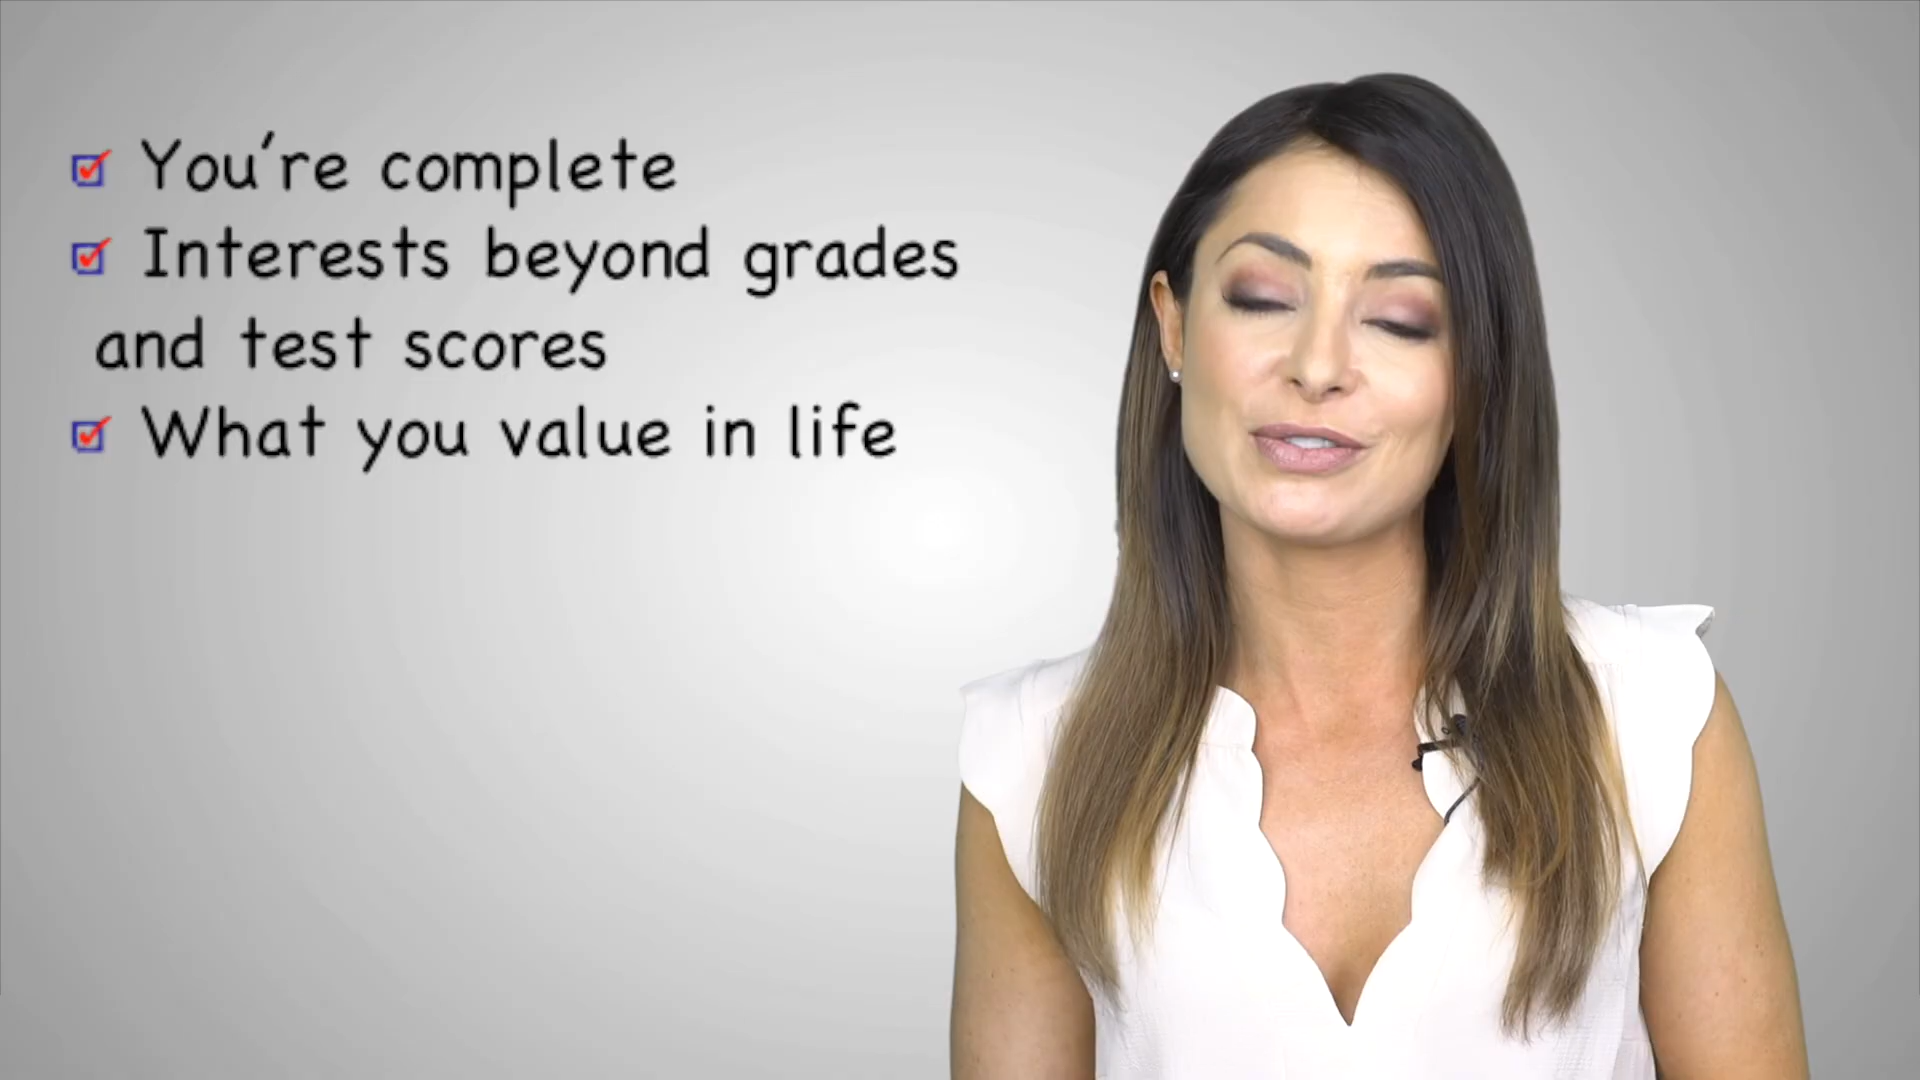 You're complete
Interests beyond grades
and test scores
What you value in life